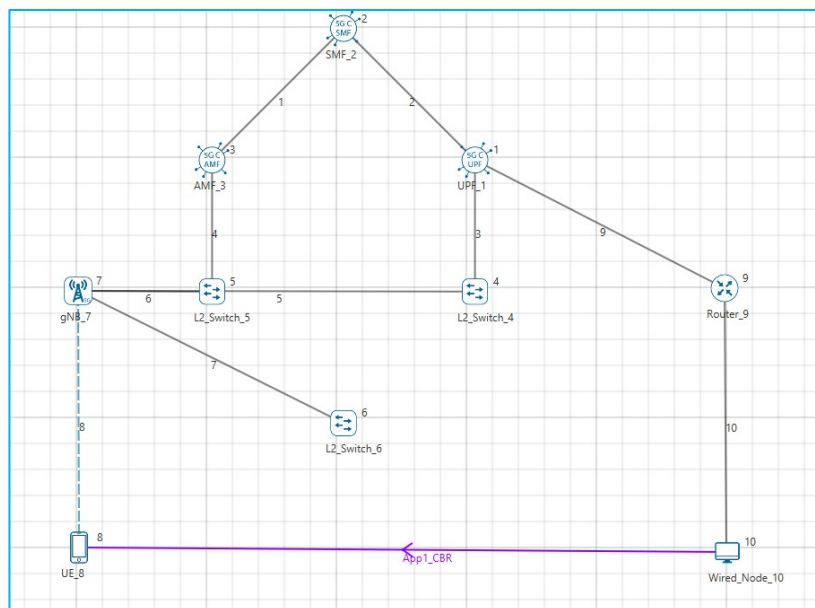 5G C
SMF
2
SMF_2
1
2
5G C
AMF
3
AMF_3
5G C
UPF
1
UPF_1
4
3
9
7
gNB_7
6
5
L2_Switch_5
5
4
L2_Switch_4
9
Router_9
7
6
L2_Switch_6
8
10
8
UE_8
App1_CBR
10
Wired_Node_10